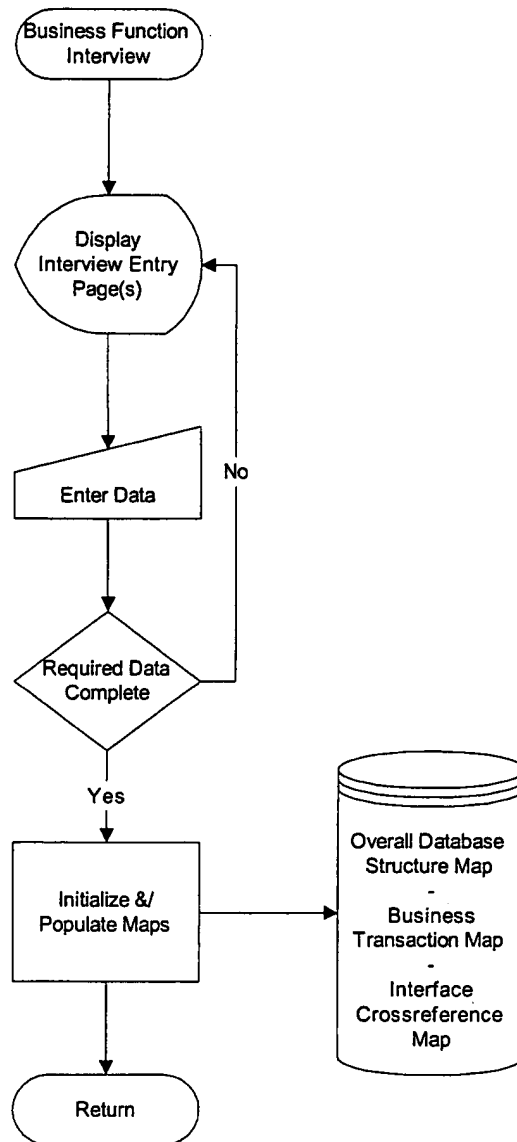 Business Function
Interview
Display
Interview Entry
Page(s)
Enter Data
No
Required Data
Complete
Yes
Initialize &/
Populate Maps
Overall Database
Structure Map
-
Business
Transaction Map
-
Interface
Crossreference
Map
Return